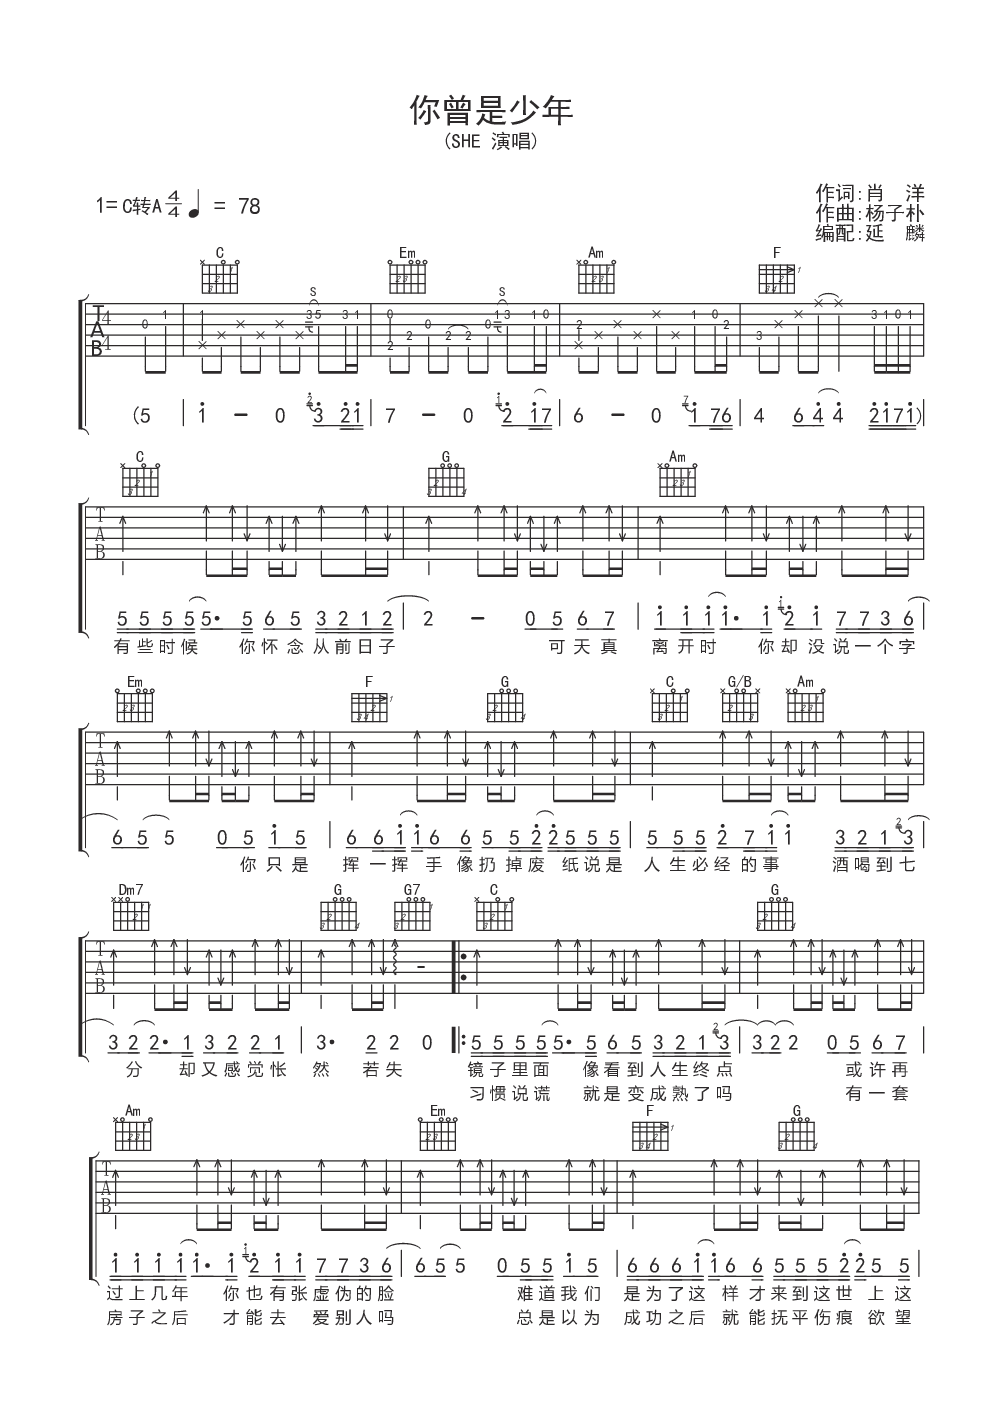 你曾是少年
(SHE 演唱)
1=C转A 4/4 ♩ = 78
作词:肖 洋
作曲:杨子朴
编配:延 麟
C Em Am F
S S
(5 1 - 0 3 21 7 - 0 2 17 6 - 0 1 76 4 64 4 2171)
C G Am
5 5 5 5 5· 5 6 5 3 2 1 2 2 - 0 5 6 7 1 1 1 1 1· 1 2 1 7 7 3 6
有些时候 你怀念从前日子 可天真 离开时 你却没说一个字
Em F G C G/B Am
6 5 5 0 5 1 5 6 6 1 1 6 6 5 5 2 2 5 5 5 5 5 5 2 7 1 1 3 2 1 3
你只是 挥一挥 手像扔掉废 纸说是 人生必经的事 酒喝到七
Dm7 G G7 C G
3 2 2· 1 3 2 2 1 3· 2 2 0 5 5 5 5 5· 5 6 5 3 2 1 3 3 2 2 0 5 6 7
分 却又感觉怅 然 若失 镜子里面 像看到人生终点 或许再
习惯说谎 就是变成熟了吗 有一套
Am Em F G
1 1 1 1 1· 1 2 1 7 7 3 6 6 5 5 0 5 5 1 5 6 6 6 1 1 6 6 5 5 5 2 2 5 5
过上几年 你也有张虚伪的脸 难道我们 是为了这 样才来到这世 上这
房子之后 才能去 爱别人吗 总是以为 成功之后 就能抚平伤痕 欲望